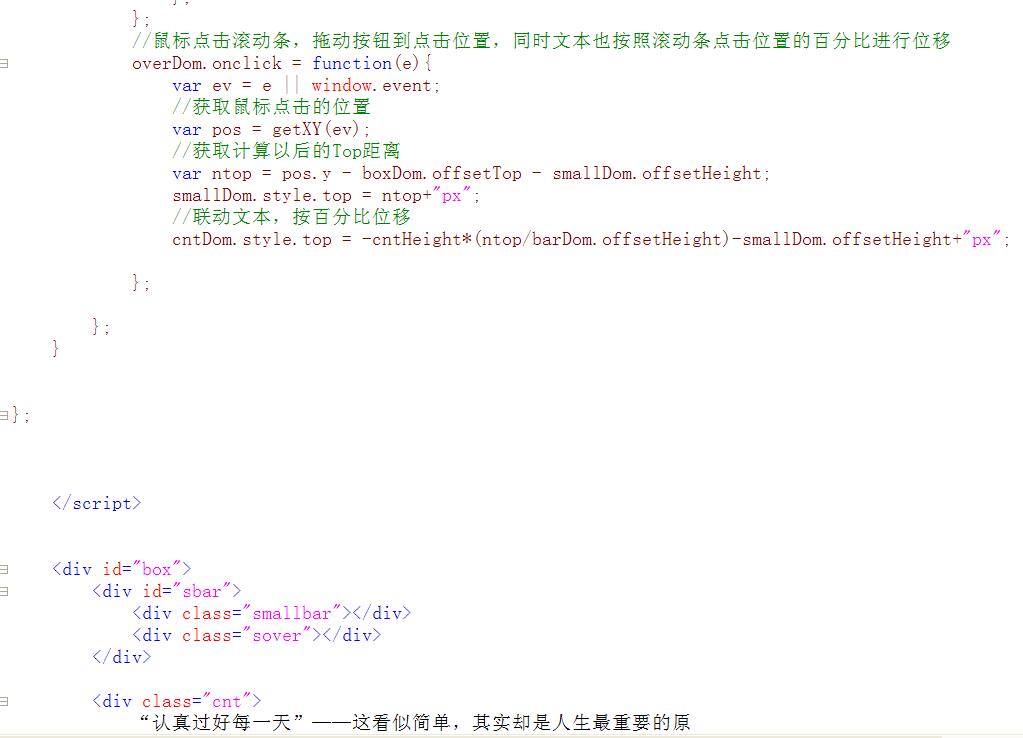 };
};
//鼠标点击滚动条，拖动按钮到点击位置，同时文本也按照滚动条点击位置的百分比进行位移
overDom.onclick = function(e){
var ev = e || window.event;
//获取鼠标点击的位置
var pos = getXY(ev);
//获取计算以后的Top距离
var ntop = pos.y - boxDom.offsetTop - smallDom.offsetHeight;
smallDom.style.top = ntop+"px";
//联动文本，按百分比位移
cntDom.style.top = -cntHeight*(ntop/barDom.offsetHeight)-smallDom.offsetHeight+"px";
};
};
}
};
</script>
<div id="box">
<div id="sbar">
<div class="smallbar"></div>
<div class="sover"></div>
</div>
<div class="cnt">
“认真过好每一天”——这看似简单，其实却是人生最重要的原